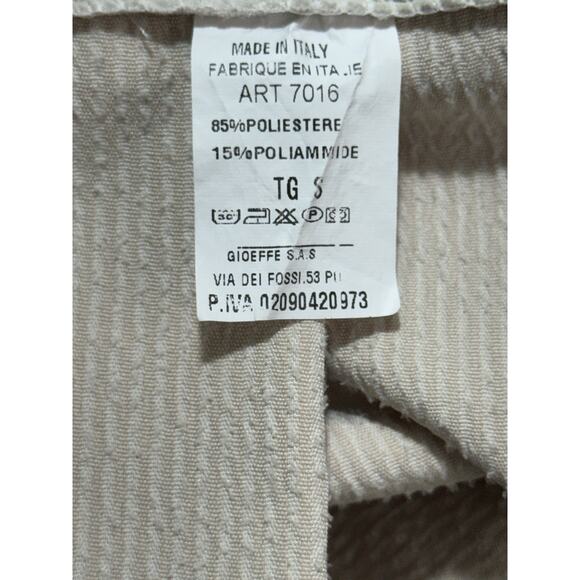 MADE IN ITALY
FABRIQUE EN ITALIE
ART 7016
85%POLIESTERE
15%POLIAMMIDE
TG S
30 P
GIOEFFE S.A.S
VIA DEI FOSSI.53
P.IVA 02090420973